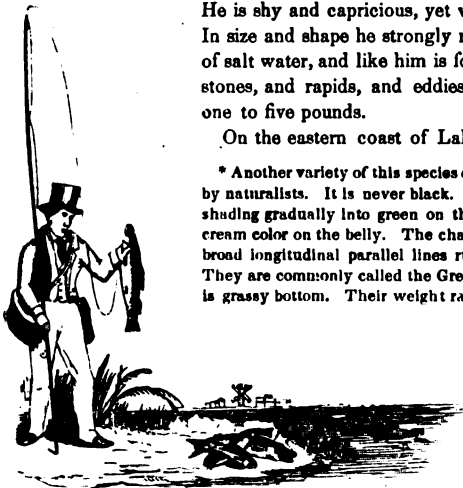 He is shy and capricious, yet v
In size and shape he strongly r
of salt water, and like him is fo
stones, and rapids, and eddies
one to five pounds.
On the eastern coast of Lal
* Another variety of this species
by naturalists. It is never black.
shading gradually into green on th
cream color on the belly. The cha
broad longitudinal parallel lines r
They are commonly called the Gre
is grassy bottom. Their weight ra